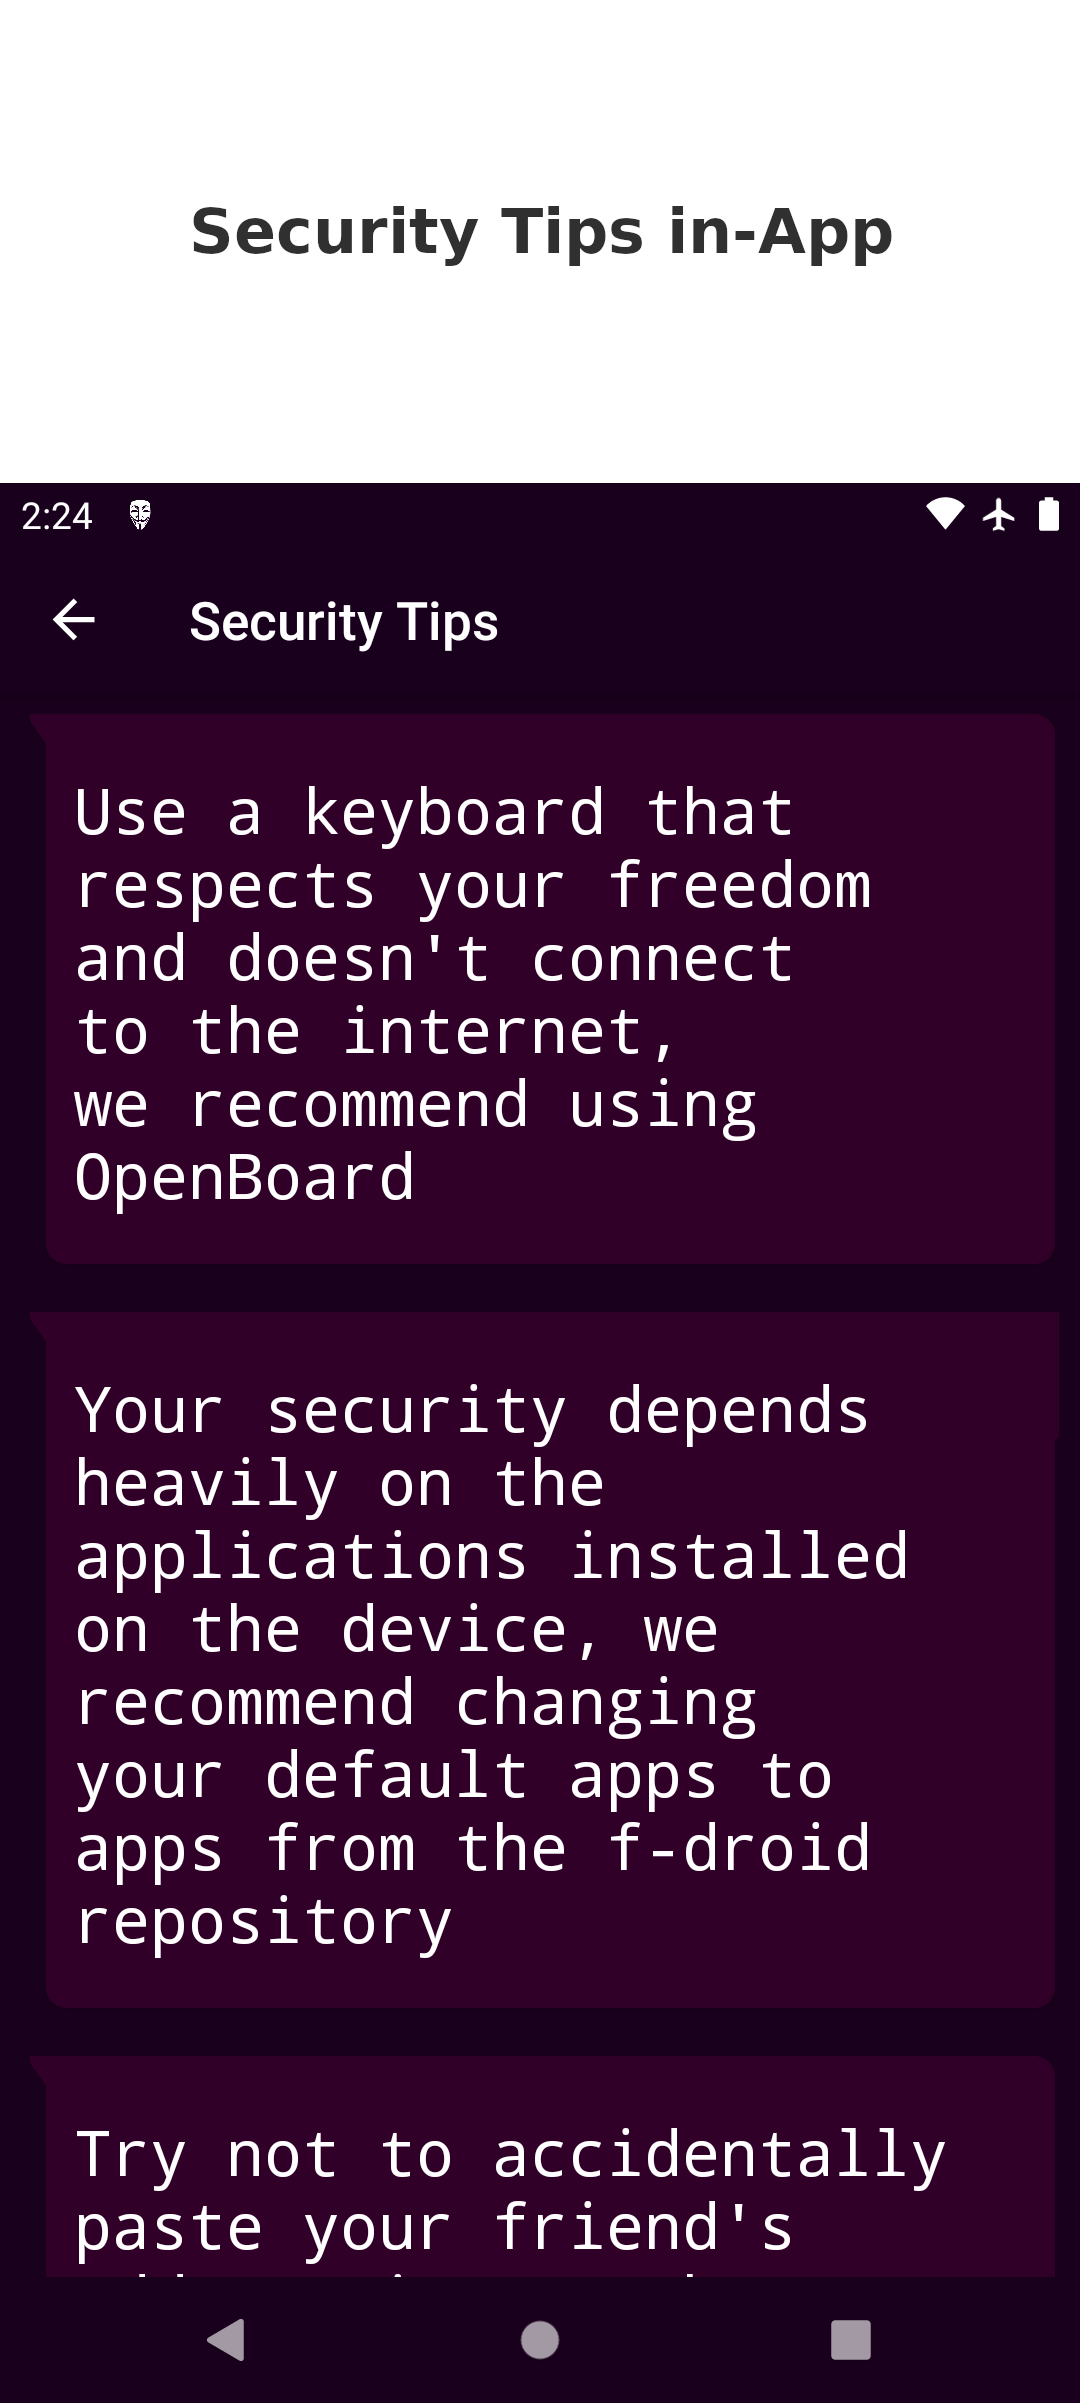 Security Tips in-App
2:24
Security Tips
Use a keyboard that
respects your freedom
and doesn't connect
to the internet,
we recommend using
OpenBoard
Your security depends
heavily on the
applications installed
on the device, we
recommend changing
your default apps to
apps from the f-droid
repository
Try not to accidentally
paste your friend's